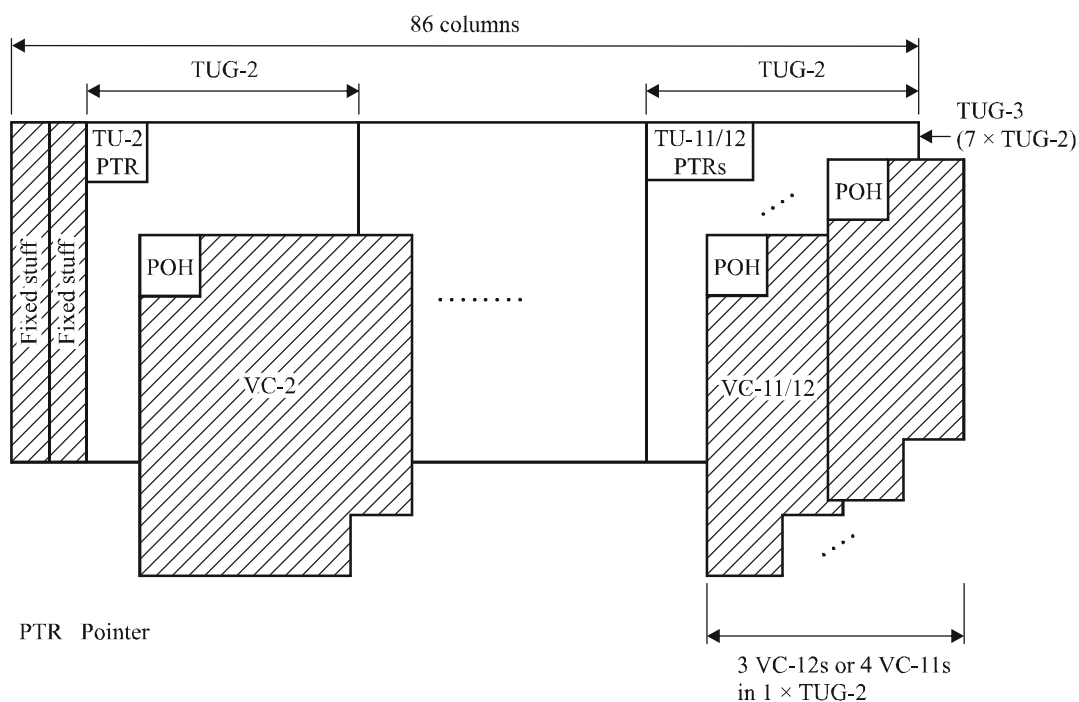 86 columns
TUG-2
TUG-2
TUG-3
(7 × TUG-2)
TU-2
PTR
TU-11/12
PTRs
POH
POH
POH
Fixed stuff
Fixed stuff
VC-2
VC-11/12
PTR Pointer
3 VC-12s or 4 VC-11s
in 1 × TUG-2